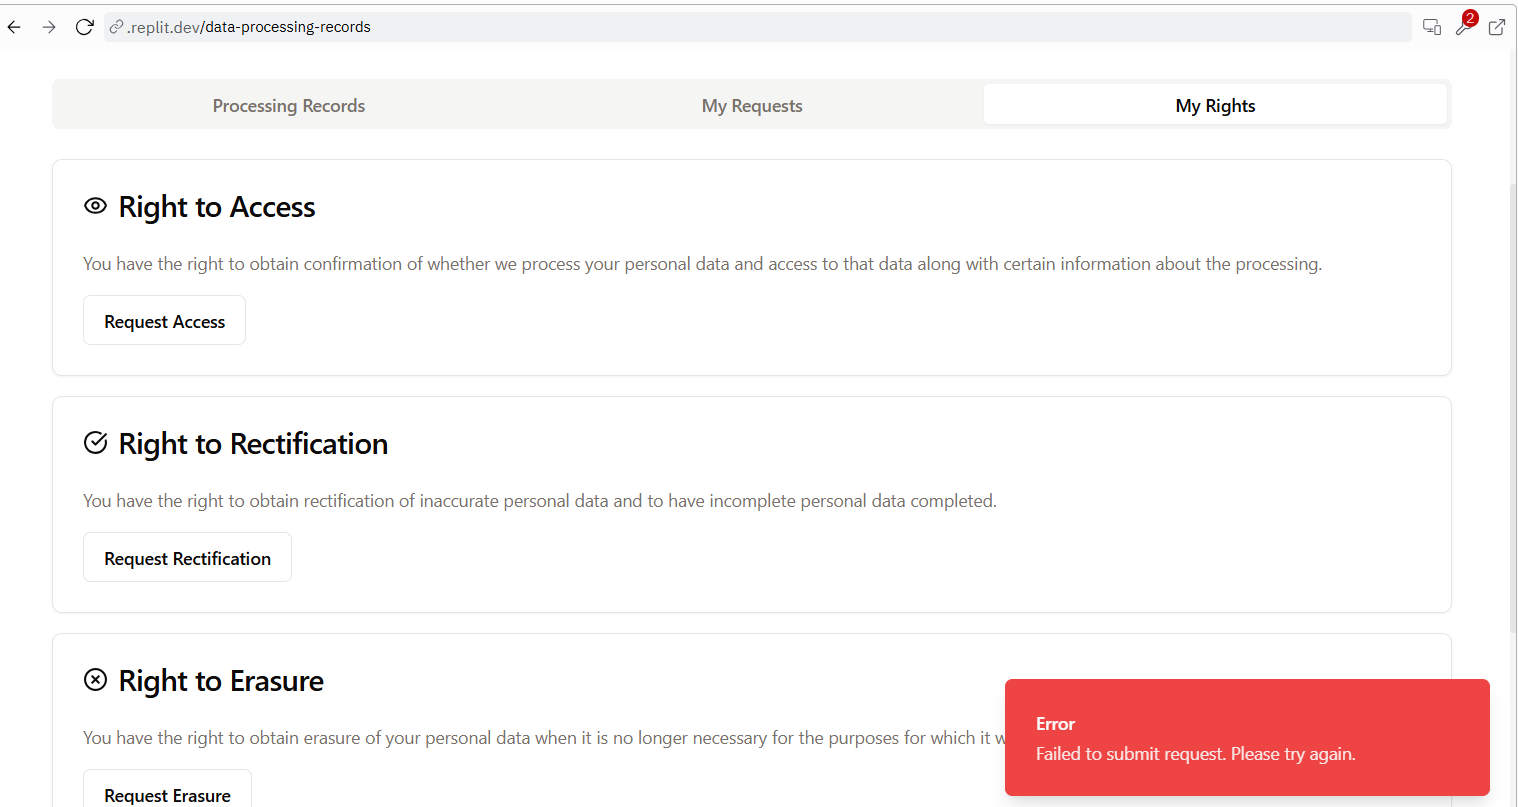 .replit.dev/data-processing-records
2
Processing Records
My Requests
My Rights
Right to Access
You have the right to obtain confirmation of whether we process your personal data and access to that data along with certain information about the processing.
Request Access
Right to Rectification
You have the right to obtain rectification of inaccurate personal data and to have incomplete personal data completed.
Request Rectification
Right to Erasure
You have the right to obtain erasure of your personal data when it is no longer necessary for the purposes for which it
Request Erasure
Error
Failed to submit request. Please try again.